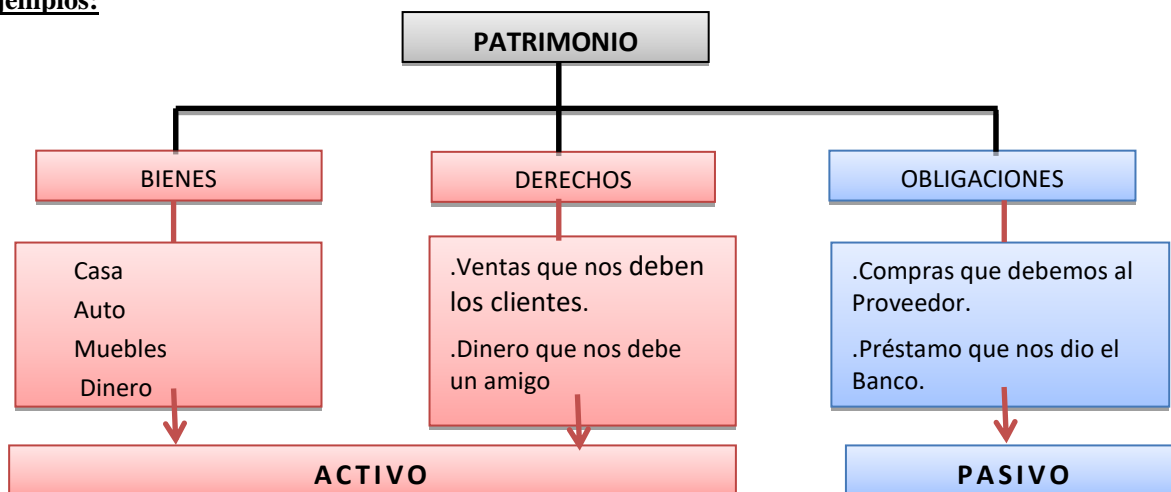 jemplos:
PATRIMONIO
BIENES
DERECHOS
OBLIGACIONES
Casa
Auto
Muebles
Dinero
.Ventas que nos deben
los clientes.
.Dinero que nos debe
un amigo
.Compras que debemos al
Proveedor.
.Préstamo que nos dio el
Banco.
ACTIVO
PASIVO